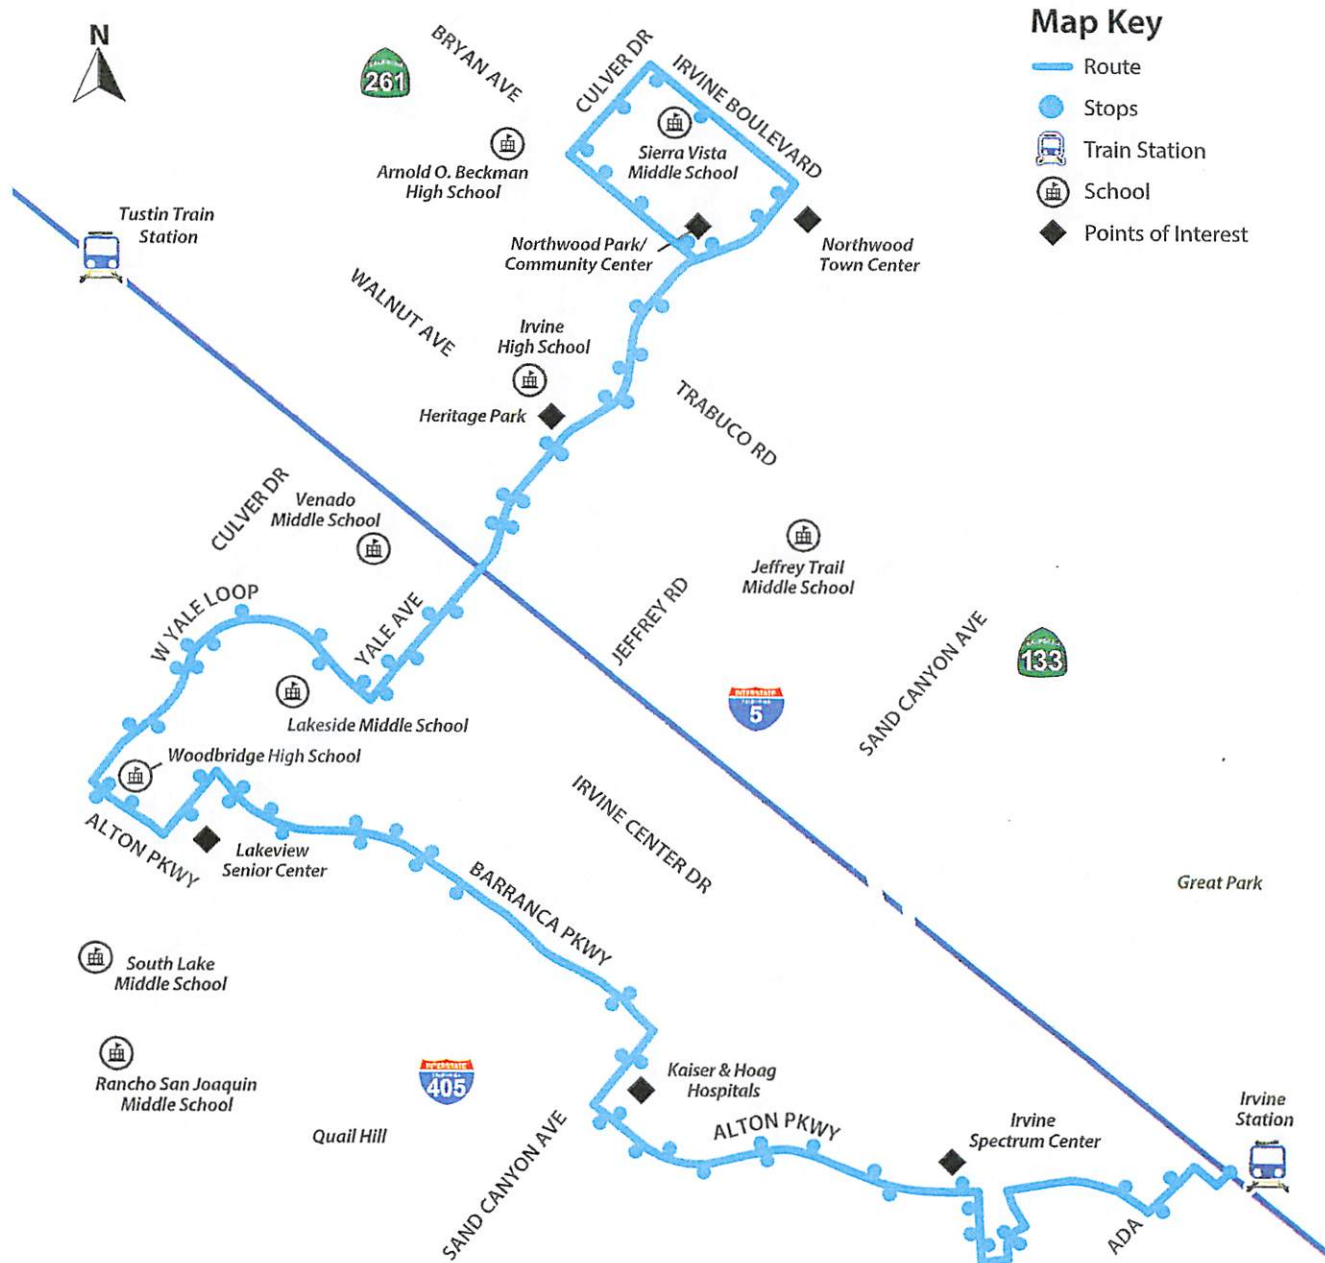 N
BRYAN AVE
261
CULVER DR
IRVINE BOULEVARD
Map Key
Route
Stops
Train Station
School
Points of Interest
Arnold O. Beckman
High School
Sierra Vista
Middle School
Tustin Train
Station
Northwood Park/
Community Center
Northwood
Town Center
WALNUT AVE
Irvine
High School
Heritage Park
TRABUCO RD
CULVER DR
Venado
Middle School
Jeffrey Trail
Middle School
W YALE LOOP
YALE AVE
JEFFREY RD
SAND CANYON AVE
133
INTERSTATE
5
Lakeside Middle School
Woodbridge High School
ALTON PKWY
Lakeview
Senior Center
IRVINE CENTER DR
BARRANCA PKWY
Great Park
South Lake
Middle School
Rancho San Joaquin
Middle School
INTERSTATE
405
Quail Hill
Kaiser & Hoag
Hospitals
SAND CANYON AVE
ALTON PKWY
Irvine
Spectrum Center
Irvine
Station
ADA